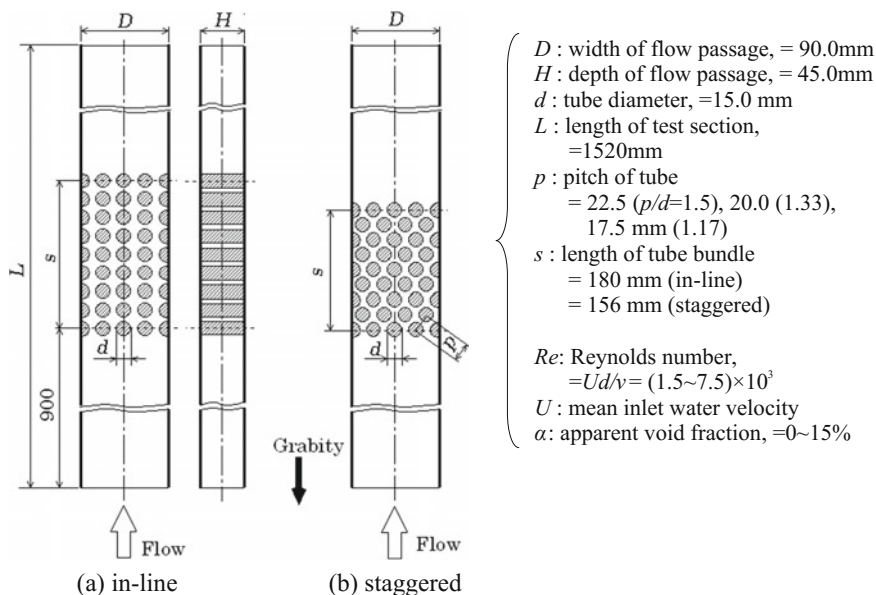 D
H
D
L
s
d
900
s
d
p
Grabity
Flow
Flow
(a) in-line
(b) staggered
D : width of flow passage, = 90.0mm
H : depth of flow passage, = 45.0mm
d : tube diameter, =15.0 mm
L : length of test section,
=1520mm
p : pitch of tube
= 22.5 (p/d=1.5), 20.0 (1.33),
17.5 mm (1.17)
s : length of tube bundle
= 180 mm (in-line)
= 156 mm (staggered)
Re: Reynolds number,
=Ud/ν = (1.5~7.5)×10³
U : mean inlet water velocity
α: apparent void fraction, =0~15%